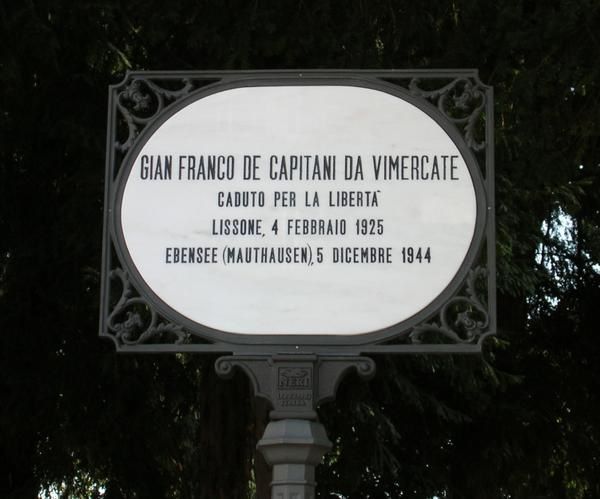 GIAN FRANCO DE CAPITANI DA VIMERCATE
CADUTO PER LA LIBERTA'
LISSONE, 4 FEBBRAIO 1925
EBENSEE (MAUTHAUSEN), 5 DICEMBRE 1944
NERI